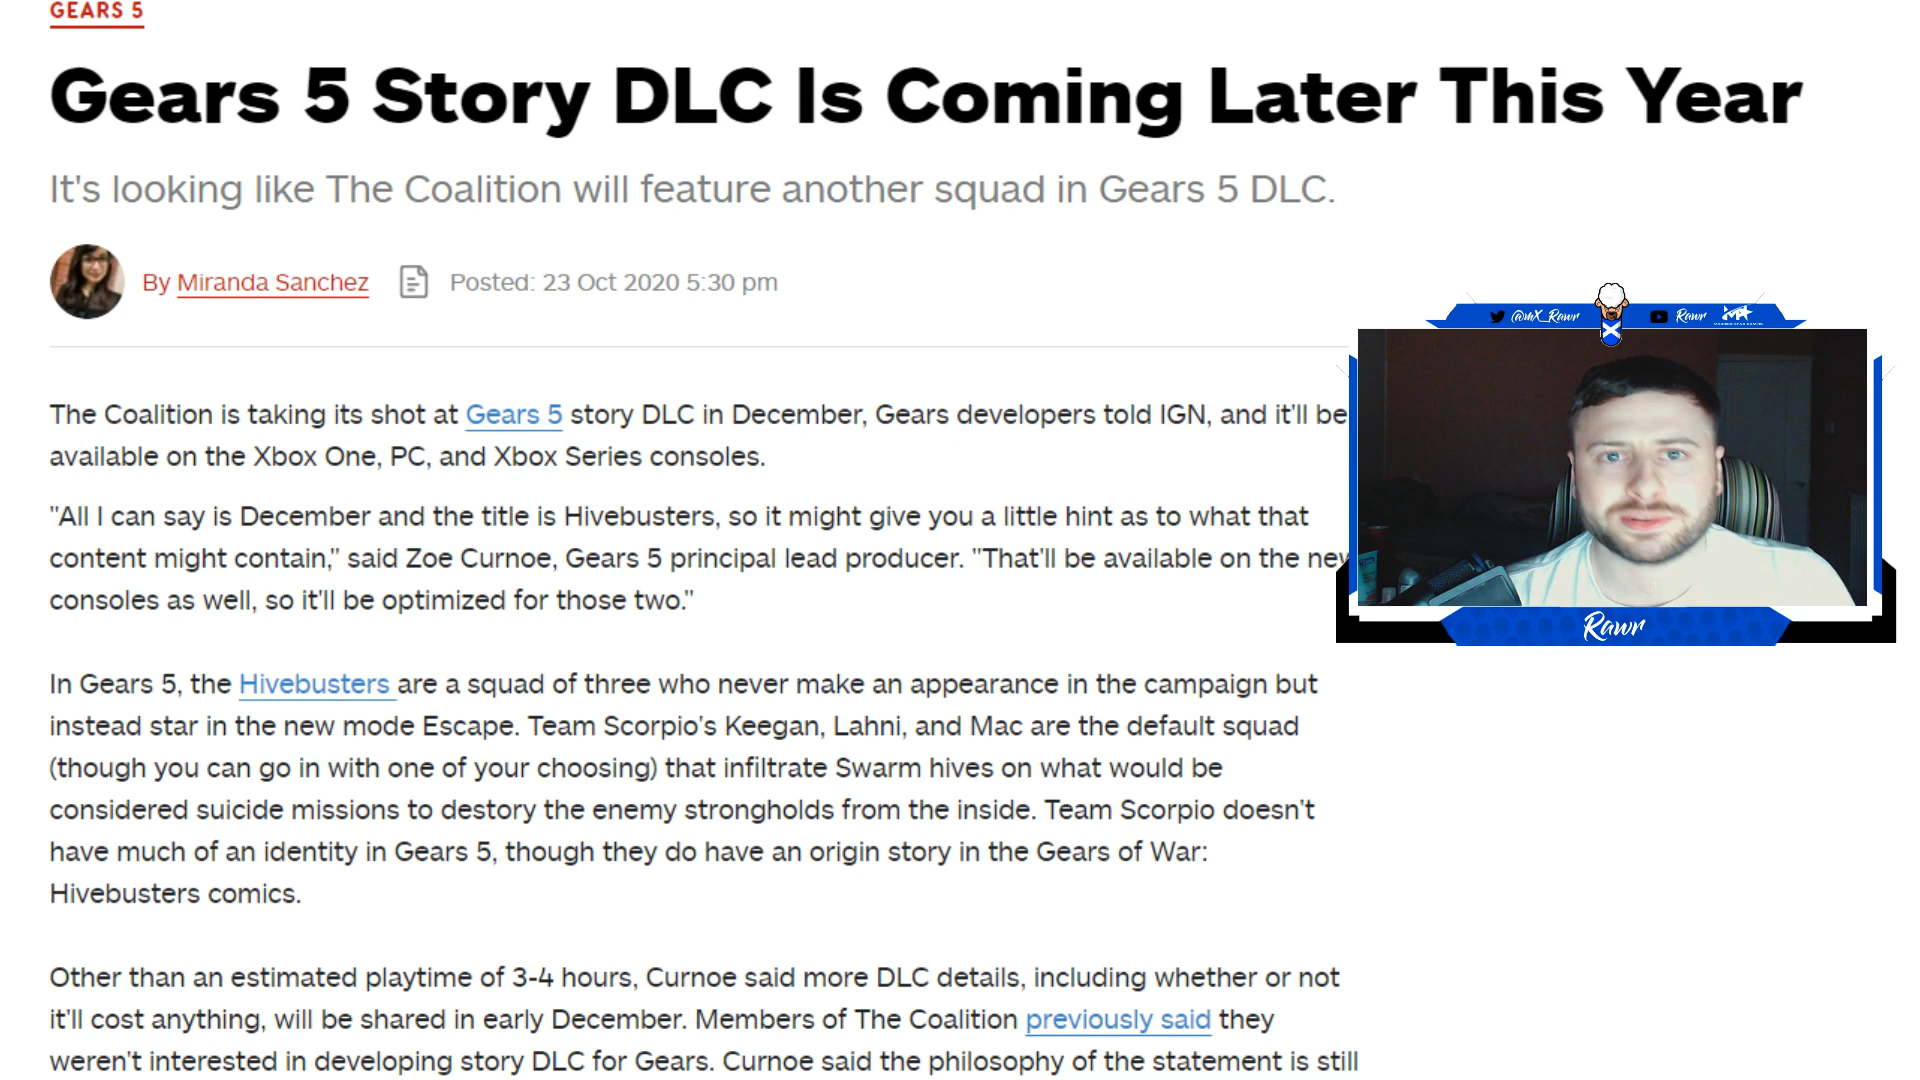 GEARS 5
Gears 5 Story DLC Is Coming Later This Year
It's looking like The Coalition will feature another squad in Gears 5 DLC.
By Miranda Sanchez Posted: 23 Oct 2020 5:30 pm
@mX_Rawr Rawr
The Coalition is taking its shot at Gears 5 story DLC in December, Gears developers told IGN, and it'll be
available on the Xbox One, PC, and Xbox Series consoles.
"All I can say is December and the title is Hivebusters, so it might give you a little hint as to what that
content might contain," said Zoe Curnoe, Gears 5 principal lead producer. "That'll be available on the new
consoles as well, so it'll be optimized for those two."
Rawr
In Gears 5, the Hivebusters are a squad of three who never make an appearance in the campaign but
instead star in the new mode Escape. Team Scorpio's Keegan, Lahni, and Mac are the default squad
(though you can go in with one of your choosing) that infiltrate Swarm hives on what would be
considered suicide missions to destory the enemy strongholds from the inside. Team Scorpio doesn't
have much of an identity in Gears 5, though they do have an origin story in the Gears of War:
Hivebusters comics.
Other than an estimated playtime of 3-4 hours, Curnoe said more DLC details, including whether or not
it'll cost anything, will be shared in early December. Members of The Coalition previously said they
weren't interested in developing story DLC for Gears. Curnoe said the philosophy of the statement is still